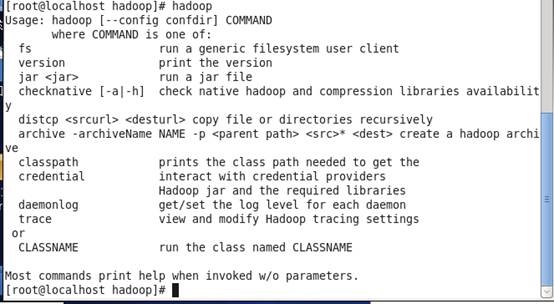 [root@localhost hadoop]# hadoop
Usage: hadoop [--config confdir] COMMAND
       where COMMAND is one of:
  fs                   run a generic filesystem user client
  version              print the version
  jar <jar>            run a jar file
  checknative [-a|-h]  check native hadoop and compression libraries availabilit
y
  distcp <srcurl> <desturl> copy file or directories recursively
  archive -archiveName NAME -p <parent path> <src>* <dest> create a hadoop archi
ve
  classpath            prints the class path needed to get the
  credential           interact with credential providers
                       Hadoop jar and the required libraries
  daemonlog            get/set the log level for each daemon
  trace                view and modify Hadoop tracing settings
 or
  CLASSNAME            run the class named CLASSNAME

Most commands print help when invoked w/o parameters.
[root@localhost hadoop]#